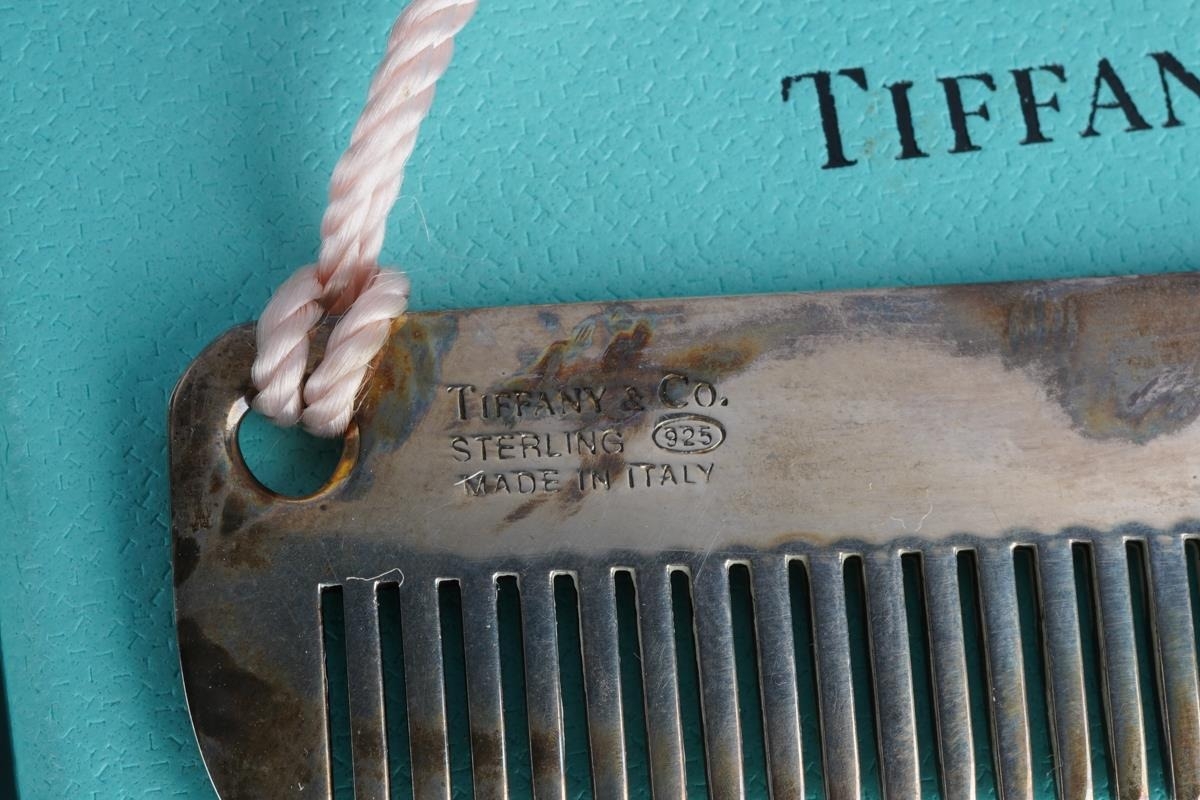 TIFFAN
TIFFANY & CO.
STERLING 925
MADE IN ITALY